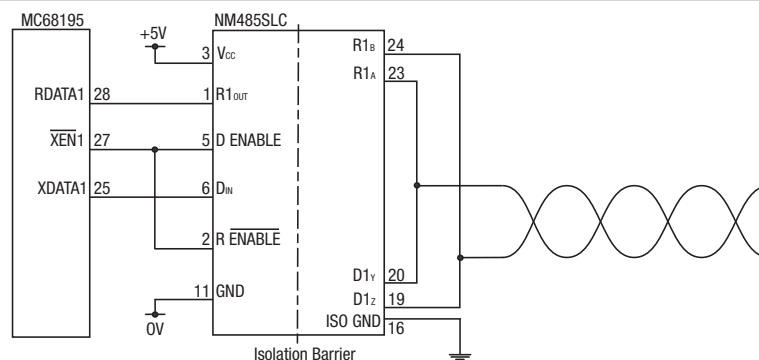 MC68195
NM485SLC
+5V
3 Vcc
RDATA1 28
1 R1OUT
XEN1 27
5 D ENABLE
XDATA1 25
6 DIN
2 R ENABLE
11 GND
0V
R1B 24
R1A 23
D1Y 20
D1Z 19
ISO GND 16
Isolation Barrier